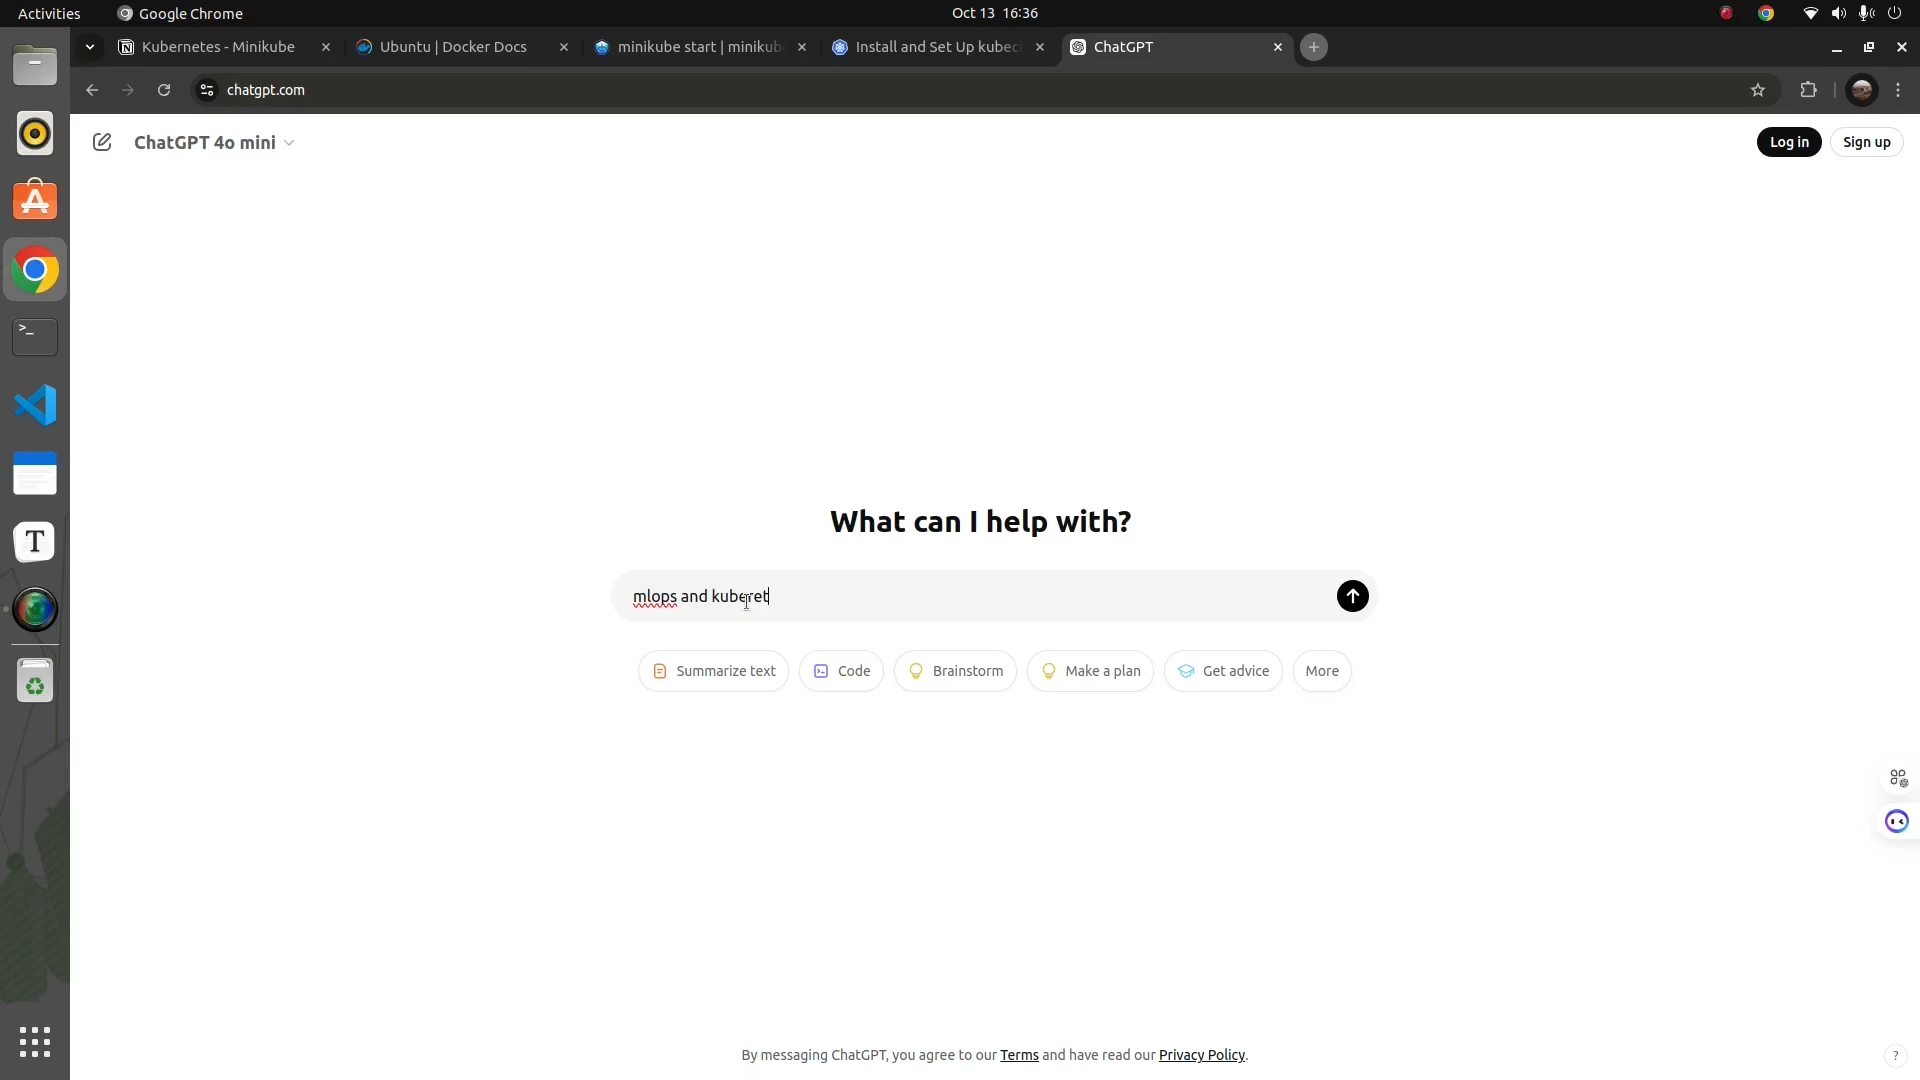 Activities
Google Chrome
Oct 13 16:36
Kubernetes - Minikube
Ubuntu | Docker Docs
minikube start | minikube
Install and Set Up kubec
ChatGPT
chatgpt.com
ChatGPT 4o mini
Log in
Sign up
What can I help with?
mlops and kuberet
Summarize text
Code
Brainstorm
Make a plan
Get advice
More
By messaging ChatGPT, you agree to our Terms and have read our Privacy Policy.
?